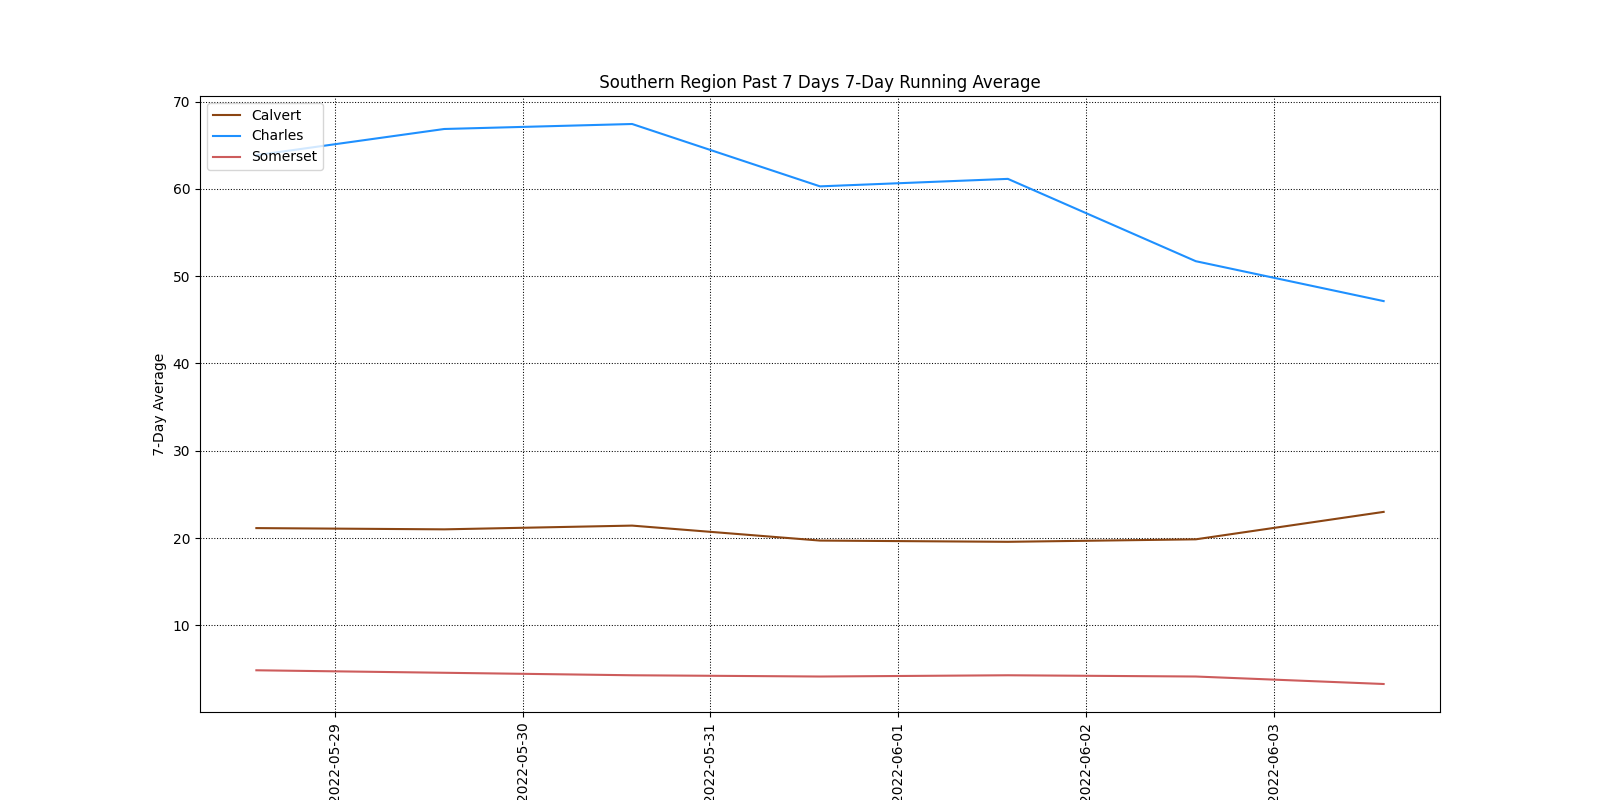 Southern Region Past 7 Days 7-Day Running Average
Calvert
Charles
Somerset
7-Day Average
70
60
50
40
30
20
10
2022-05-29
2022-05-30
2022-05-31
2022-06-01
2022-06-02
2022-06-03